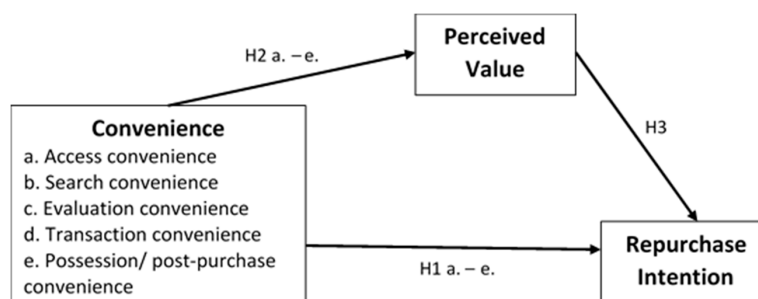 Perceived
Value
H2 a. – e.
H3
Convenience
a. Access convenience
b. Search convenience
c. Evaluation convenience
d. Transaction convenience
e. Possession/ post-purchase
convenience
H1 a. – e.
Repurchase
Intention